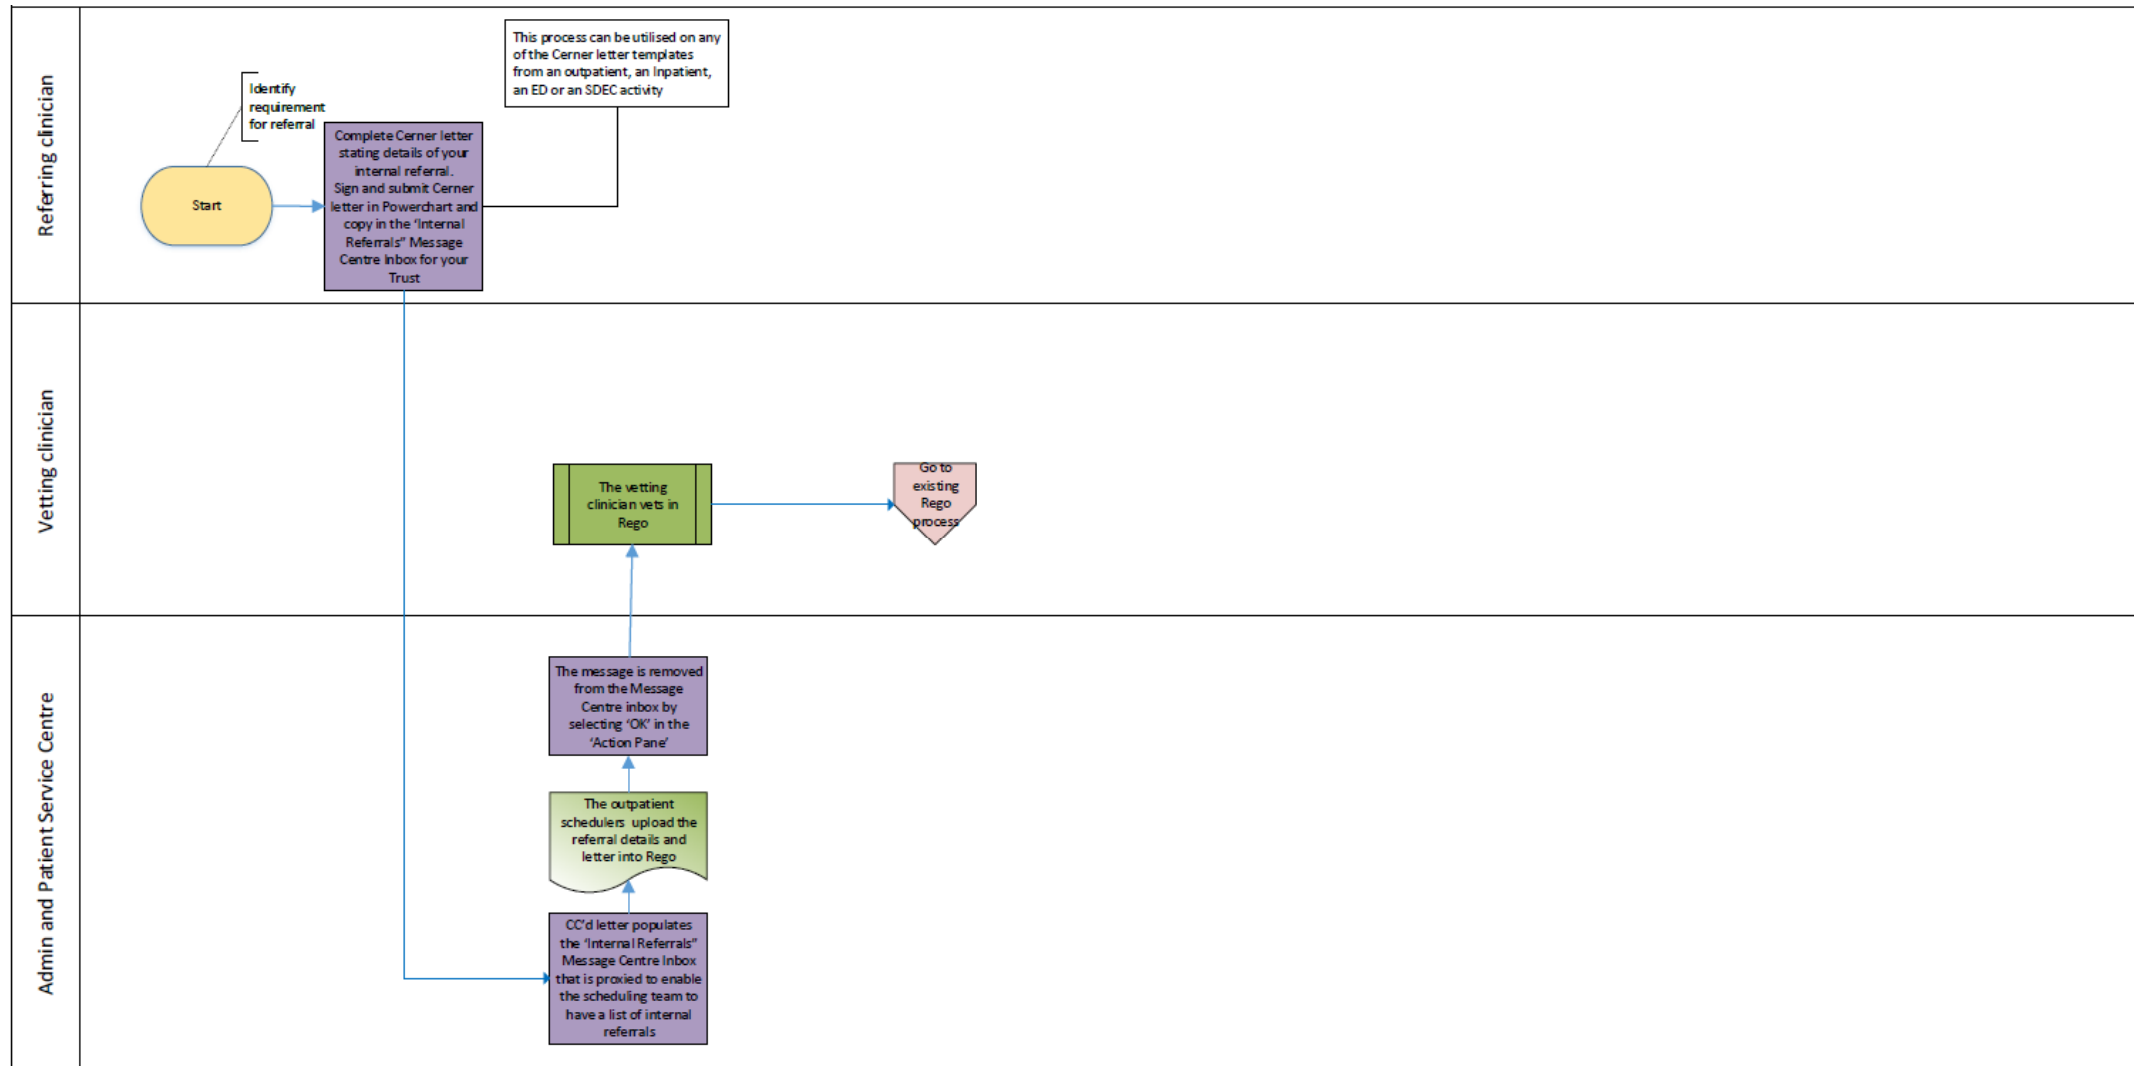 Referring clinician
This process can be utilised on any
of the Cerner letter templates
from an outpatient, an Inpatient,
an ED or an SDEC activity
Identify
requirement
for referral
Start
Complete Cerner letter
stating details of your
internal referral.
Sign and submit Cerner
letter in Powerchart and
copy in the ‘Internal
Referrals” Message
Centre Inbox for your
Trust
Vetting clinician
The vetting
clinician vets in
Rego
Go to
existing
Rego
process
Admin and Patient Service Centre
The message is removed
from the Message
Centre inbox by
selecting ‘OK’ in the
‘Action Pane’
The outpatient
schedulers upload the
referral details and
letter into Rego
CC’d letter populates
the ‘Internal Referrals”
Message Centre Inbox
that is proxied to enable
the scheduling team to
have a list of internal
referrals